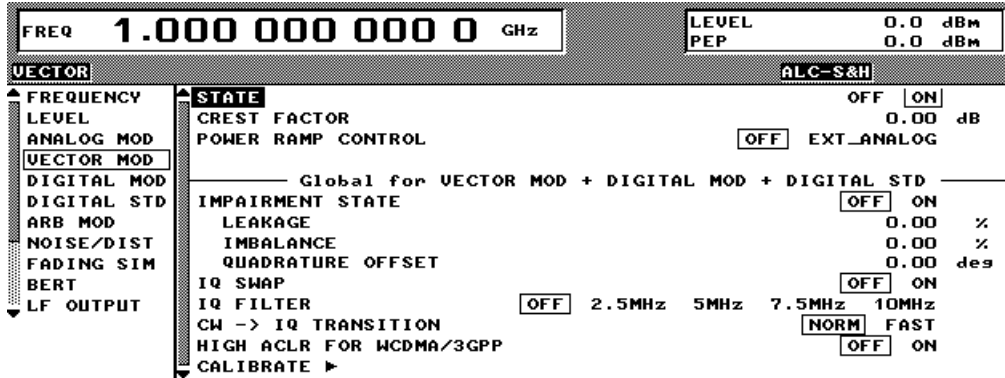 FREQ 1.000 000 000 0 GHz
LEVEL 0.0 dBm
PEP 0.0 dBm
VECTOR
ALC-S&H
FREQUENCY
LEVEL
ANALOG MOD
VECTOR MOD
DIGITAL MOD
DIGITAL STD
ARB MOD
NOISE/DIST
FADING SIM
BERT
LF OUTPUT
STATE OFF ON
CREST FACTOR 0.00 dB
POWER RAMP CONTROL OFF EXT_ANALOG
Global for VECTOR MOD + DIGITAL MOD + DIGITAL STD
IMPAIRMENT STATE OFF ON
LEAKAGE 0.00 %
IMBALANCE 0.00 %
QUADRATURE OFFSET 0.00 deg
IQ SWAP OFF ON
IQ FILTER OFF 2.5MHz 5MHz 7.5MHz 10MHz
CW -> IQ TRANSITION NORM FAST
HIGH ACLR FOR WCDMA/3GPP OFF ON
CALIBRATE ►